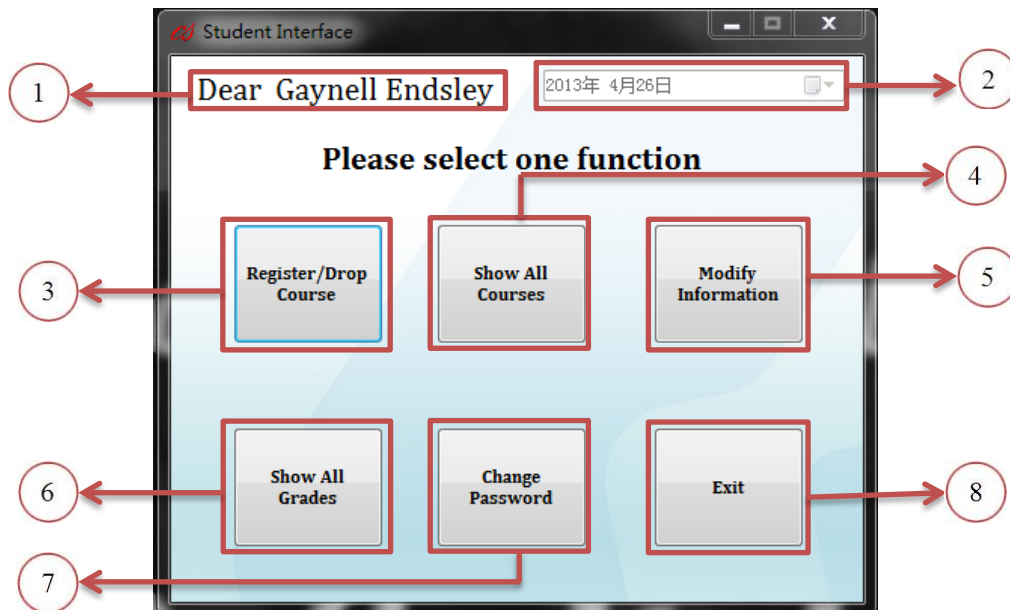 Student Interface
1
Dear Gaynell Endsley
2013年 4月26日
2
Please select one function
4
3
Register/Drop
Course
Show All
Courses
Modify
Information
5
6
Show All
Grades
Change
Password
Exit
8
7